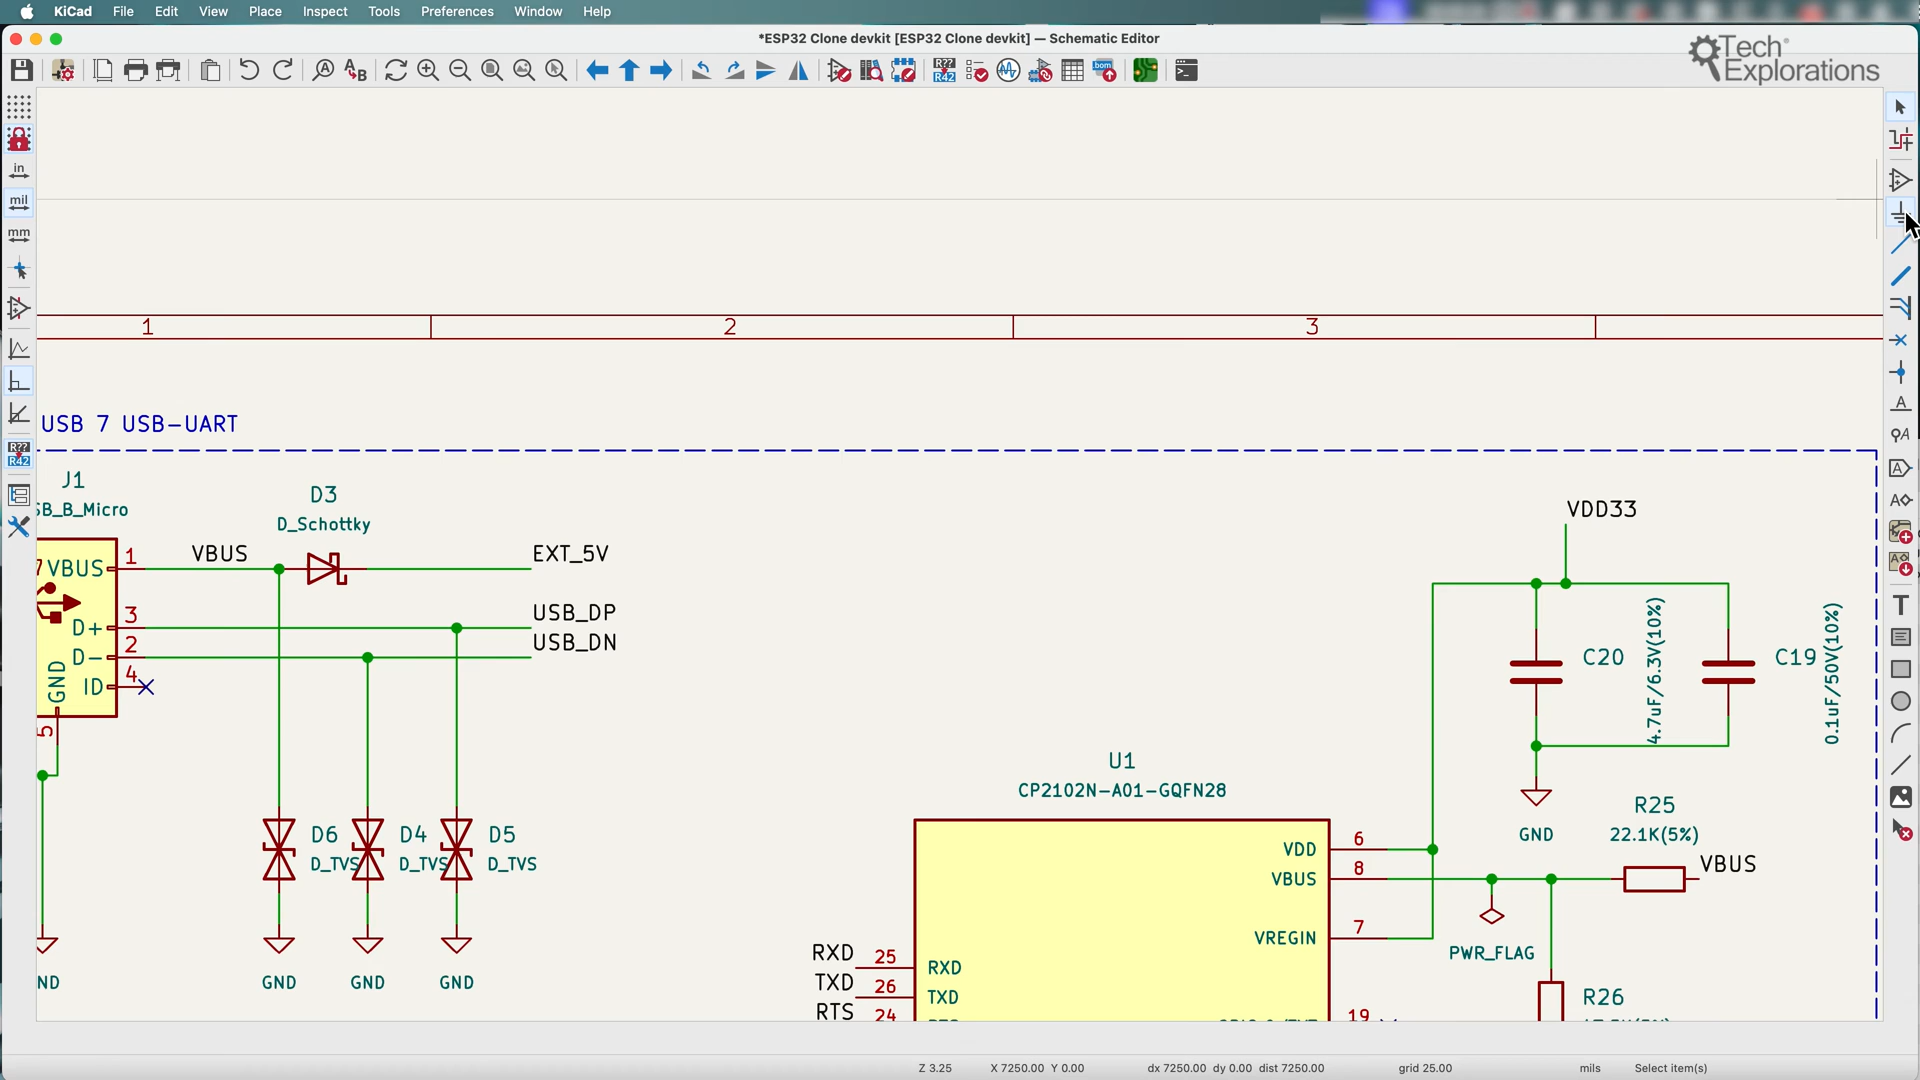 KiCad File Edit View Place Inspect Tools Preferences Window Help
*ESP32 Clone devkit [ESP32 Clone devkit] — Schematic Editor
Tech Explorations
in
mil
mm
R??
R42
bom
1 2 3
USB 7 USB-UART
J1
SB_B_Micro
VBUS 1
D+ 3
D- 2
ID 4
GND
5
ND
VBUS
D3
D_Schottky
EXT_5V
USB_DP
USB_DN
D6
D_TVS
D4
D_TVS
D5
D_TVS
GND GND GND
VDD33
C20
4.7uF/6.3V(10%)
C19
0.1uF/50V(10%)
GND
R25
22.1K(5%)
VBUS
U1
CP2102N-A01-GQFN28
VDD 6
VBUS 8
VREGIN 7
PWR_FLAG
RXD 25 RXD
TXD 26 TXD
RTS 24
19
R26
Z 3.25 X 7250.00 Y 0.00 dx 7250.00 dy 0.00 dist 7250.00 grid 25.00 mils Select item(s)